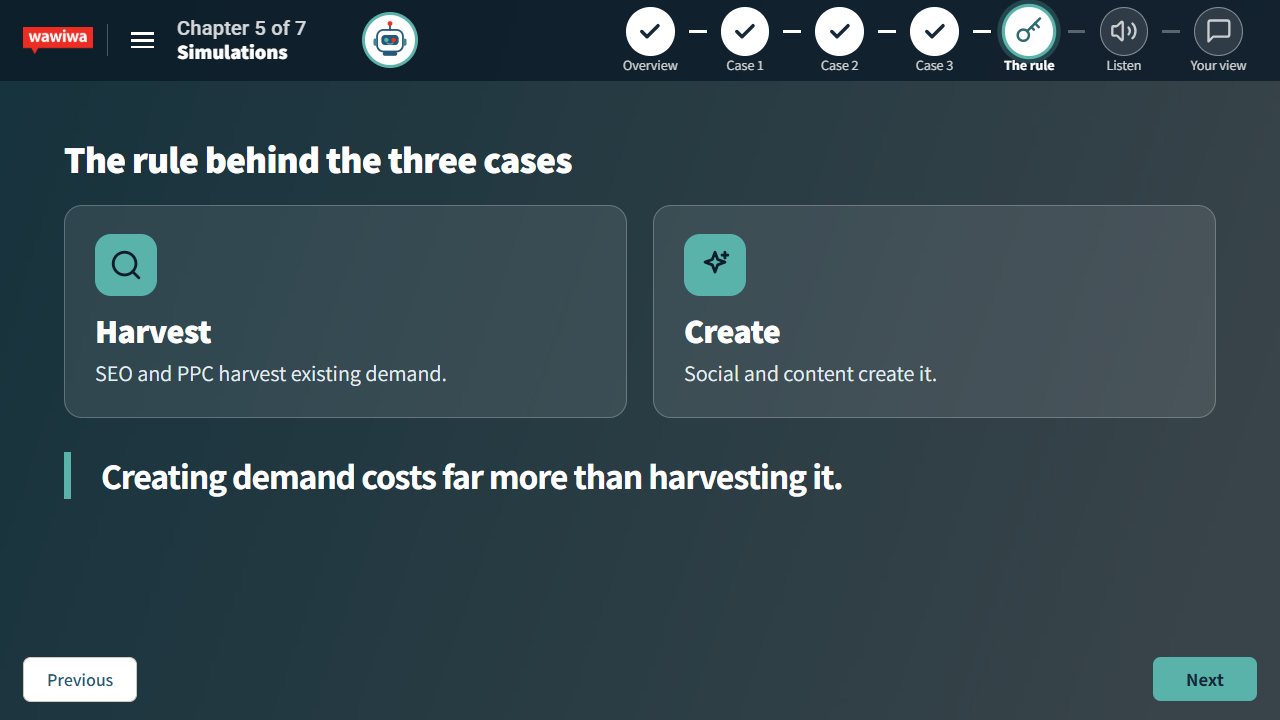 wawiwa
Chapter 5 of 7
Simulations
Overview
Case 1
Case 2
Case 3
The rule
Listen
Your view
The rule behind the three cases
Harvest
SEO and PPC harvest existing demand.
Create
Social and content create it.
Creating demand costs far more than harvesting it.
Previous
Next